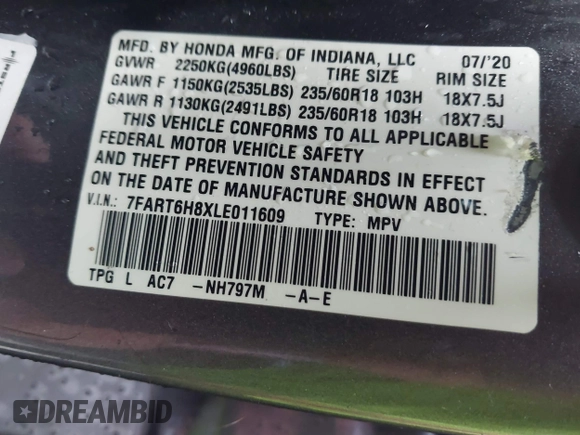 MFD. BY HONDA MFG. OF INDIANA, LLC 07/'20
GVWR 2250KG(4960LBS) TIRE SIZE RIM SIZE
GAWR F 1150KG(2535LBS) 235/60R18 103H 18X7.5J
GAWR R 1130KG(2491LBS) 235/60R18 103H 18X7.5J
THIS VEHICLE CONFORMS TO ALL APPLICABLE
FEDERAL MOTOR VEHICLE SAFETY
AND THEFT PREVENTION STANDARDS IN EFFECT
ON THE DATE OF MANUFACTURE SHOWN ABOVE.
V.I.N.: 7FART6H8XLE011609 TYPE: MPV
TPG L AC7 -NH797M -A-E
DREAMBID